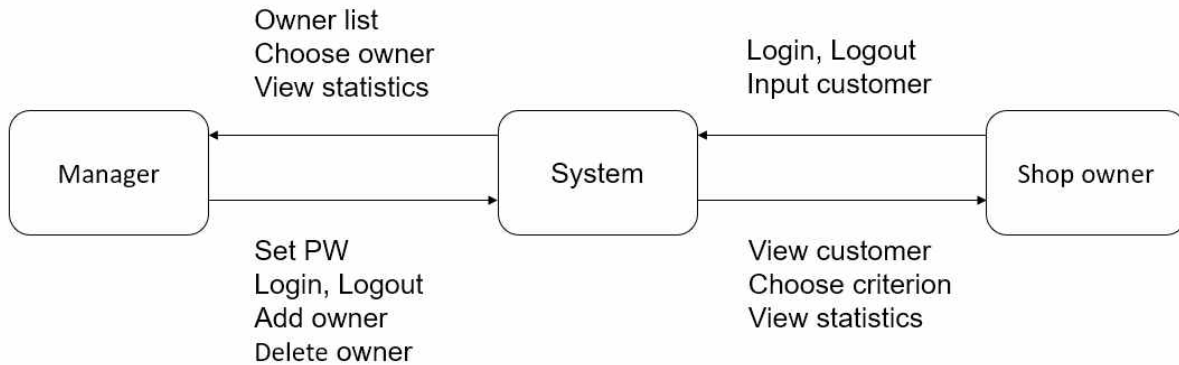 Owner list
Choose owner
View statistics
Login, Logout
Input customer
Manager
System
Shop owner
Set PW
Login, Logout
Add owner
Delete owner
View customer
Choose criterion
View statistics